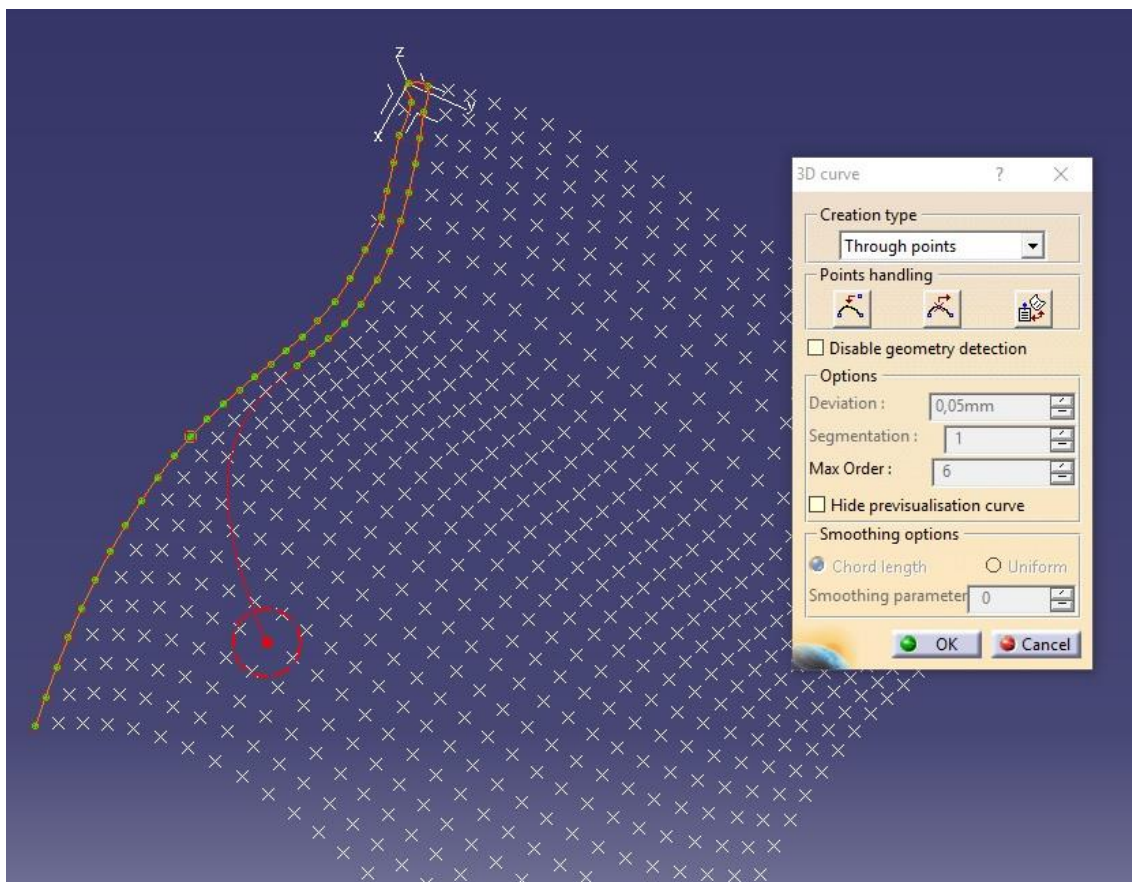 z
y
x
3D curve ?
Creation type
Through points
Points handling
Disable geometry detection
Options
Deviation : 0,05mm
Segmentation : 1
Max Order : 6
Hide previsualisation curve
Smoothing options
Chord length Uniform
Smoothing parameter 0
OK Cancel